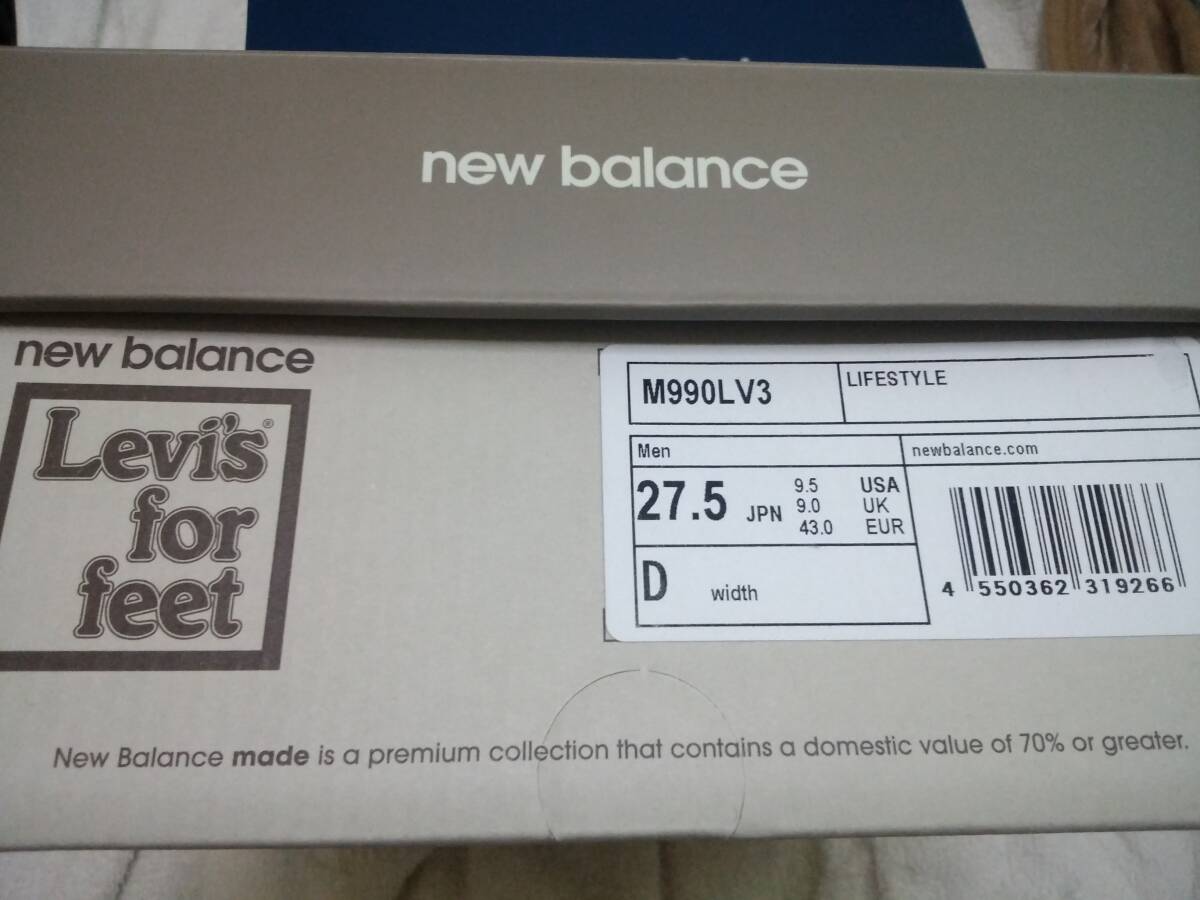 new balance
new balance
Levi's®
for
feet
M990LV3
LIFESTYLE
Men
newbalance.com
27.5 JPN
9.5 USA
9.0 UK
43.0 EUR
D width
4 550362 319266
New Balance made is a premium collection that contains a domestic value of 70% or greater.